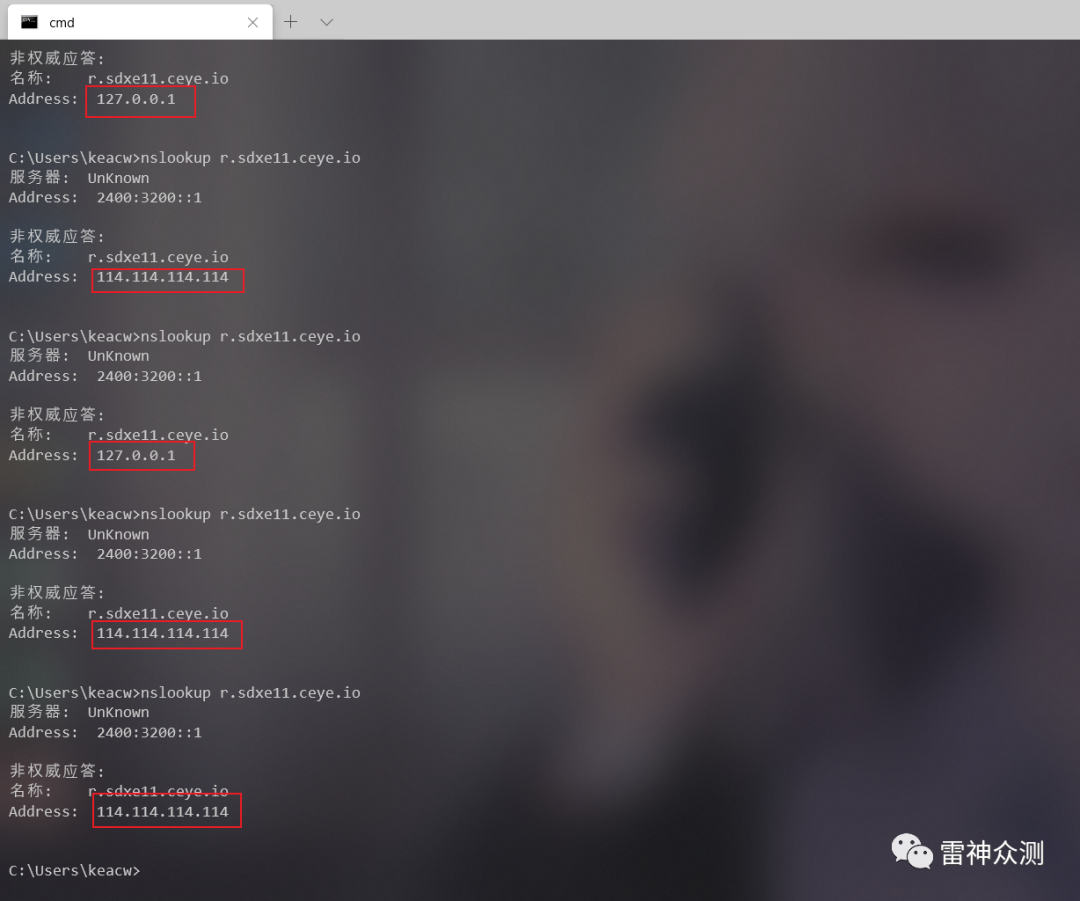 cmd
非权威应答:
名称: r.sdxe11.ceye.io
Address: 127.0.0.1
C:\Users\keacw>nslookup r.sdxe11.ceye.io
服务器: UnKnown
Address: 2400:3200::1
非权威应答:
名称: r.sdxe11.ceye.io
Address: 114.114.114.114
C:\Users\keacw>nslookup r.sdxe11.ceye.io
服务器: UnKnown
Address: 2400:3200::1
非权威应答:
名称: r.sdxe11.ceye.io
Address: 127.0.0.1
C:\Users\keacw>nslookup r.sdxe11.ceye.io
服务器: UnKnown
Address: 2400:3200::1
非权威应答:
名称: r.sdxe11.ceye.io
Address: 114.114.114.114
C:\Users\keacw>nslookup r.sdxe11.ceye.io
服务器: UnKnown
Address: 2400:3200::1
非权威应答:
名称: r.sdxe11.ceye.io
Address: 114.114.114.114
C:\Users\keacw>
雷神众测